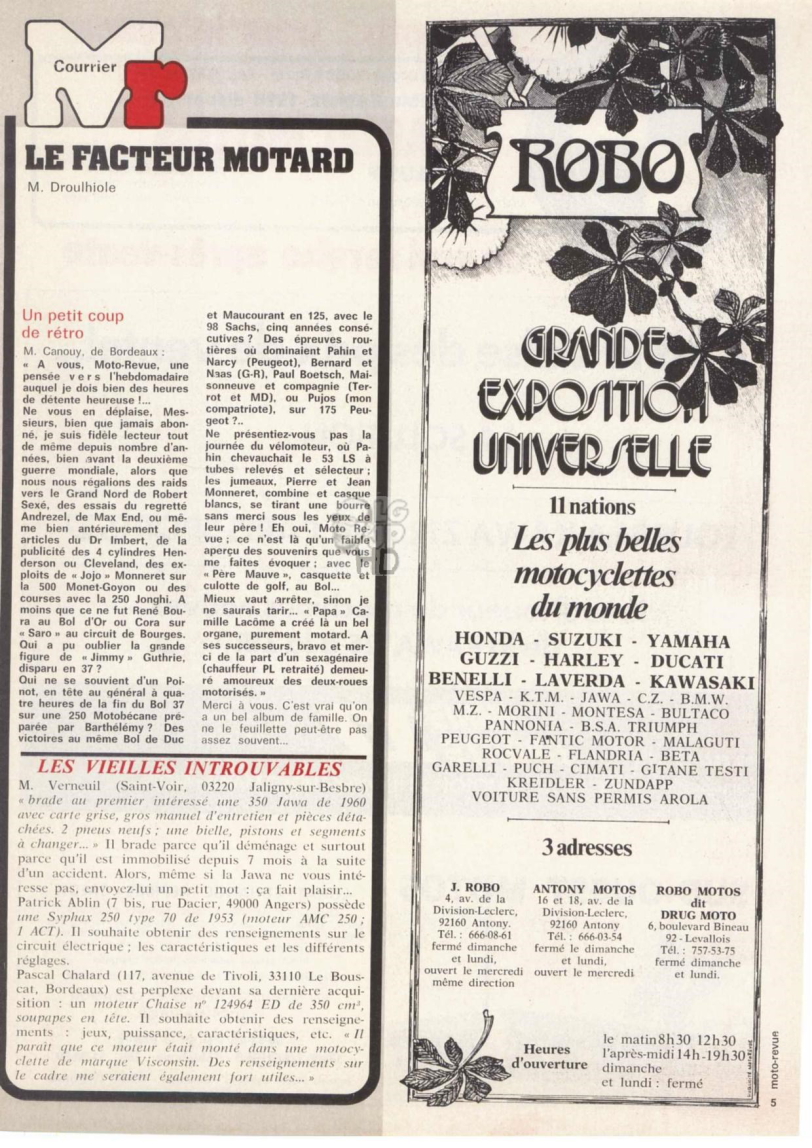 Courrier
LE FACTEUR MOTARD
M. Droulhiole
Un petit coup
de rétro
M. Canouy, de Bordeaux :
« A vous, Moto-Revue, une
pensée vers l'hebdomadaire
auquel je dois bien des heures
de détente heureuse !...
Ne vous en déplaise, Mes-
sieurs, bien que jamais abon-
né, je suis fidèle lecteur tout
de même depuis nombre d'an-
nées, bien avant la deuxième
guerre mondiale, alors que
nous nous régalions des raids
vers le Grand Nord de Robert
Sexé, des essais du regretté
Andrezel, de Max End, ou mê-
me bien antérieurement des
articles du Dr Imbert, de la
publicité des 4 cylindres Hen-
derson ou Cleveland, des ex-
ploits de « Jojo » Monneret sur
la 500 Monet-Goyon ou des
courses avec la 250 Jonghi. A
moins que ce ne fut René Bou-
ra au Bol d'Or ou Cora sur
« Saro » au circuit de Bourges.
Qui a pu oublier la grande
figure de « Jimmy » Guthrie,
disparu en 37 ?
Qui ne se souvient d'un Poi-
not, en tête au général à qua-
tre heures de la fin du Bol 37
sur une 250 Motobécane pré-
parée par Barthélémy ? Des
victoires au même Bol de Duc
et Maucourant en 125, avec le
98 Sachs, cinq années consé-
cutives ? Des épreuves rou-
tières où dominaient Pahin et
Narcy (Peugeot), Bernard et
Naas (G-R), Paul Boetsch, Mai-
sonneuve et compagnie (Ter-
rot et MD), ou Pujos (mon
compatriote), sur 175 Peu-
geot ?..
Ne présentiez-vous pas la
journée du vélomoteur, où Pa-
hin chevauchait le 53 LS à
tubes relevés et sélecteur ;
les jumeaux, Pierre et Jean
Monneret, combine et casque
blancs, se tirant une bourre
sans merci sous les yeux de
leur père ! Eh oui, Moto Re-
vue ; ce n'est là qu'un faible
aperçu des souvenirs que vous
me faites évoquer ; avec le
« Père Mauve », casquette et
culotte de golf, au Bol...
Mieux vaut arrêter, sinon je
ne saurais tarir... « Papa » Ca-
mille Lacôme a créé là un bel
organe, purement motard. A
ses successeurs, bravo et mer-
ci de la part d'un sexagénaire
(chauffeur PL retraité) demeu-
ré amoureux des deux-roues
motorisés. »
Merci à vous. C'est vrai qu'on
a un bel album de famille. On
ne le feuillette peut-être pas
assez souvent...
LES VIEILLES INTROUVABLES
M. Verneuil (Saint-Voir, 03220 Jaligny-sur-Besbre)
« brade au premier intéressé une 350 Jawa de 1960
avec carte grise, gros manuel d'entretien et pièces déta-
chées. 2 pneus neufs ; une bielle, pistons et segments
à changer... » Il brade parce qu'il déménage et surtout
parce qu'il est immobilisé depuis 7 mois à la suite
d'un accident. Alors, même si la Jawa ne vous inté-
resse pas, envoyez-lui un petit mot : ça fait plaisir...
Patrick Ablin (7 bis, rue Dacier, 49000 Angers) possède
une Syphax 250 type 70 de 1953 (moteur AMC 250 ;
1 ACT). Il souhaite obtenir des renseignements sur le
circuit électrique ; les caractéristiques et les différents
réglages.
Pascal Chalard (117, avenue de Tivoli, 33110 Le Bous-
cat, Bordeaux) est perplexe devant sa dernière acqui-
sition : un moteur Chaise n° 124964 ED de 350 cm³,
soupapes en tête. Il souhaite obtenir des renseigne-
ments : jeux, puissance, caractéristiques, etc. « Il
paraît que ce moteur était monté dans une motocy-
clette de marque Visconsin. Des renseignements sur
le cadre me seraient également fort utiles... »
ROBO
GRANDE
EXPOSITION
UNIVERSELLE
11 nations
Les plus belles
motocyclettes
du monde
HONDA - SUZUKI - YAMAHA
GUZZI - HARLEY - DUCATI
BENELLI - LAVERDA - KAWASAKI
VESPA - K.T.M. - JAWA - C.Z. - B.M.W.
M.Z. - MORINI - MONTESA - BULTACO
PANNONIA - B.S.A. TRIUMPH
PEUGEOT - FANTIC MOTOR - MALAGUTI
ROCVALE - FLANDRIA - BETA
GARELLI - PUCH - CIMATI - GITANE TESTI
KREIDLER - ZUNDAPP
VOITURE SANS PERMIS AROLA
3 adresses
J. ROBO
4, av. de la
Division-Leclerc,
92160 Antony.
Tél. : 666-08-61
fermé dimanche
et lundi,
ouvert le mercredi
même direction
ANTONY MOTOS
16 et 18, av. de la
Division-Leclerc,
92160 Antony
Tél. : 666-03-54
fermé le dimanche
et lundi,
ouvert le mercredi
ROBO MOTOS
dit
DRUG MOTO
6, boulevard Bineau
92 - Levallois
Tél. : 757-53-75
fermé dimanche
et lundi.
Heures
d'ouverture
le matin 8h30 12h30
l'après-midi 14h - 19h30
dimanche
et lundi : fermé
moto-revue
5